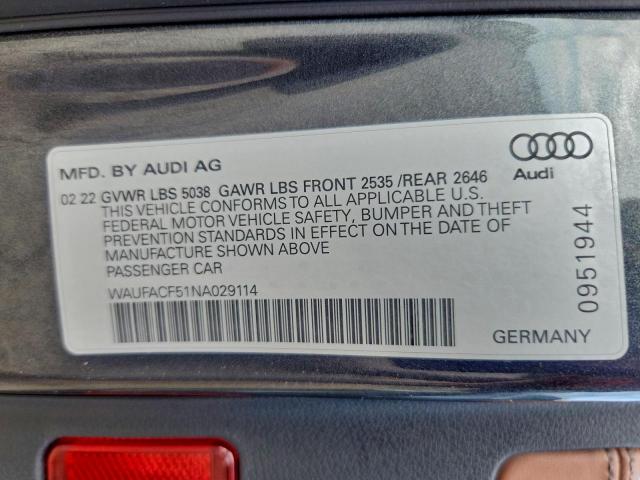 MFD. BY AUDI AG
Audi
02 22 GVWR LBS 5038 GAWR LBS FRONT 2535 /REAR 2646
THIS VEHICLE CONFORMS TO ALL APPLICABLE U.S.
FEDERAL MOTOR VEHICLE SAFETY, BUMPER AND THEFT
PREVENTION STANDARDS IN EFFECT ON THE DATE OF
MANUFACTURE SHOWN ABOVE
PASSENGER CAR
WAUFACF51NA029114
GERMANY
0951944